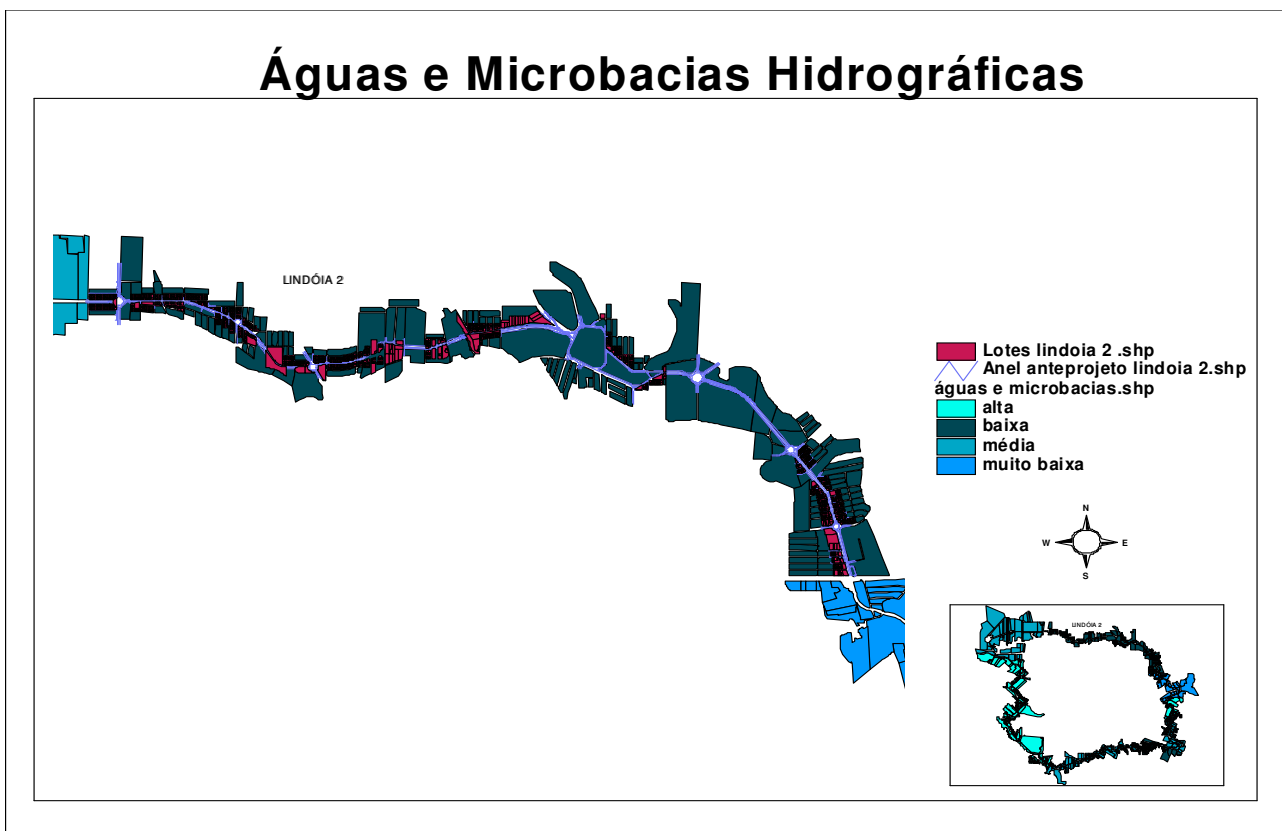 Águas e Microbacias Hidrográficas
LINDÓIA 2
Lotes lindoia 2 .shp
Anel anteprojeto lindoia 2.shp
águas e microbacias.shp
alta
baixa
média
muito baixa
N
W E
S
LINDÓIA 2